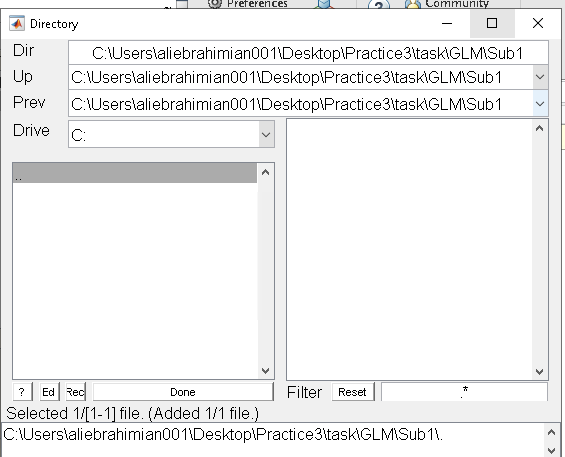 Preferences
Community
?
Directory
Dir C:\Users\aliebrahimian001\Desktop\Practice3\task\GLM\Sub1
Up C:\Users\aliebrahimian001\Desktop\Practice3\task\GLM\Sub1
Prev C:\Users\aliebrahimian001\Desktop\Practice3\task\GLM\Sub1
Drive C:
..
? Ed Rec Done Filter Reset .*
Selected 1/[1-1] file. (Added 1/1 file.)
C:\Users\aliebrahimian001\Desktop\Practice3\task\GLM\Sub1\.